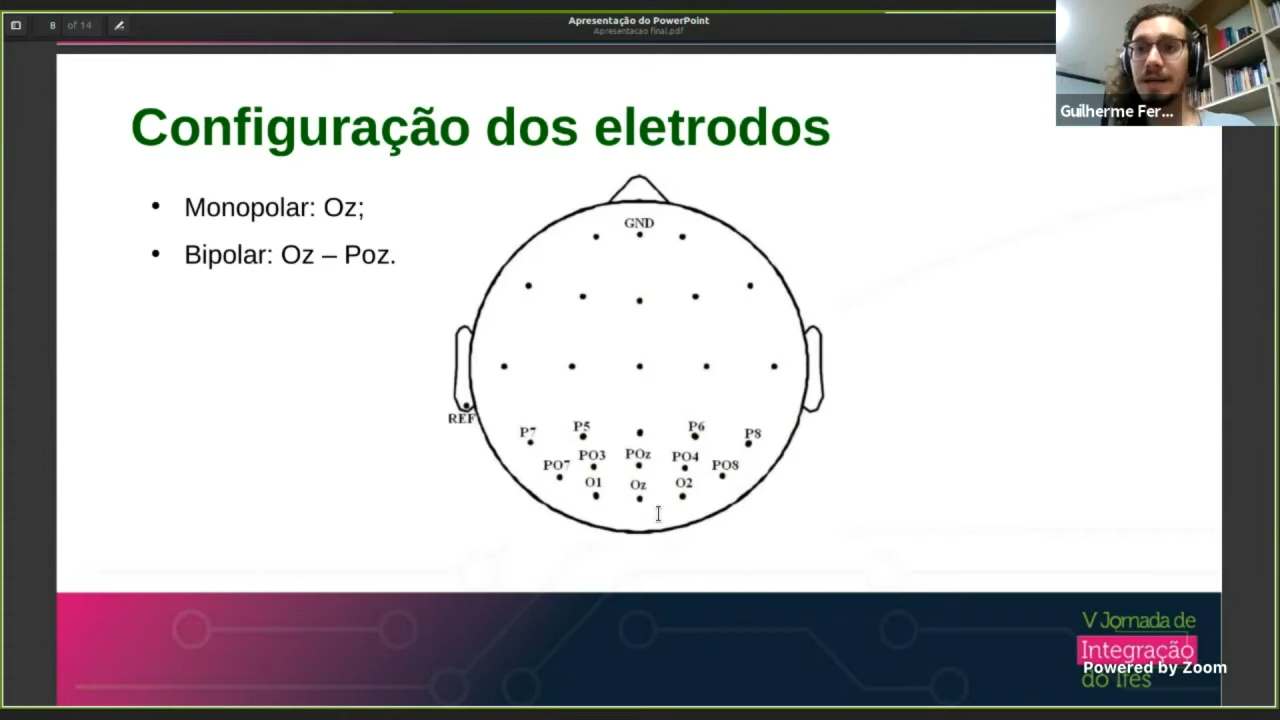 8 of 14
Apresentação do PowerPoint
Apresentacao final.pdf
Guilherme Fer...
Configuração dos eletrodos
• Monopolar: Oz;
• Bipolar: Oz – Poz.
GND
REF
P7 P5 P6 P8
PO7 PO3 POz PO4 PO8
O1 Oz O2
V Jornada de
Integração
Powered by Zoom
do Ifes